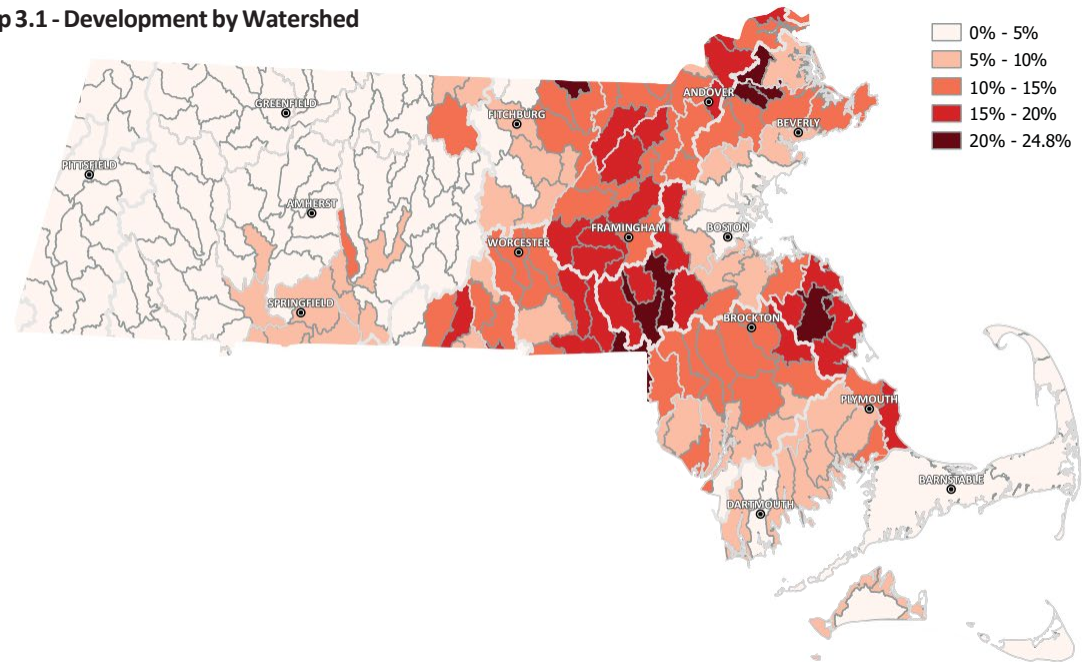 p 3.1 - Development by Watershed
0% - 5%
5% - 10%
10% - 15%
15% - 20%
20% - 24.8%
ANDOVER
GREENFIELD
FITCHBURG
BEVERLY
PITTSFIELD
AMHERST
FRAMINGHAM
BOSTON
WORCESTER
SPRINGFIELD
BROCKTON
PLYMOUTH
BARNSTABLE
DARTMOUTH